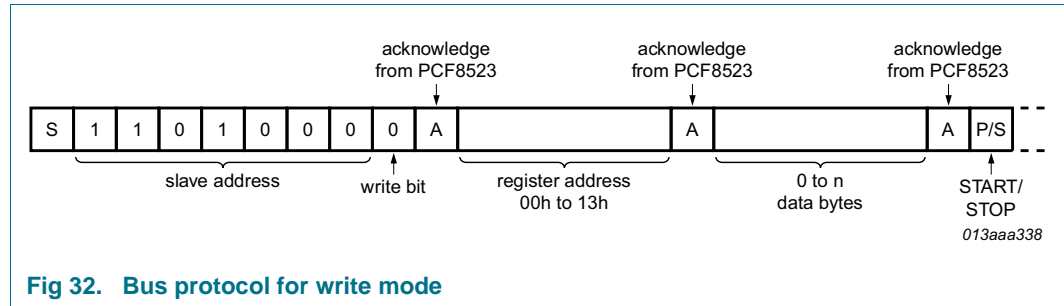 acknowledge
from PCF8523
acknowledge
from PCF8523
acknowledge
from PCF8523
S 1 1 0 1 0 0 0 0 A A A P/S
slave address
write bit
register address
00h to 13h
0 to n
data bytes
START/
STOP
013aaa338
Fig 32. Bus protocol for write mode